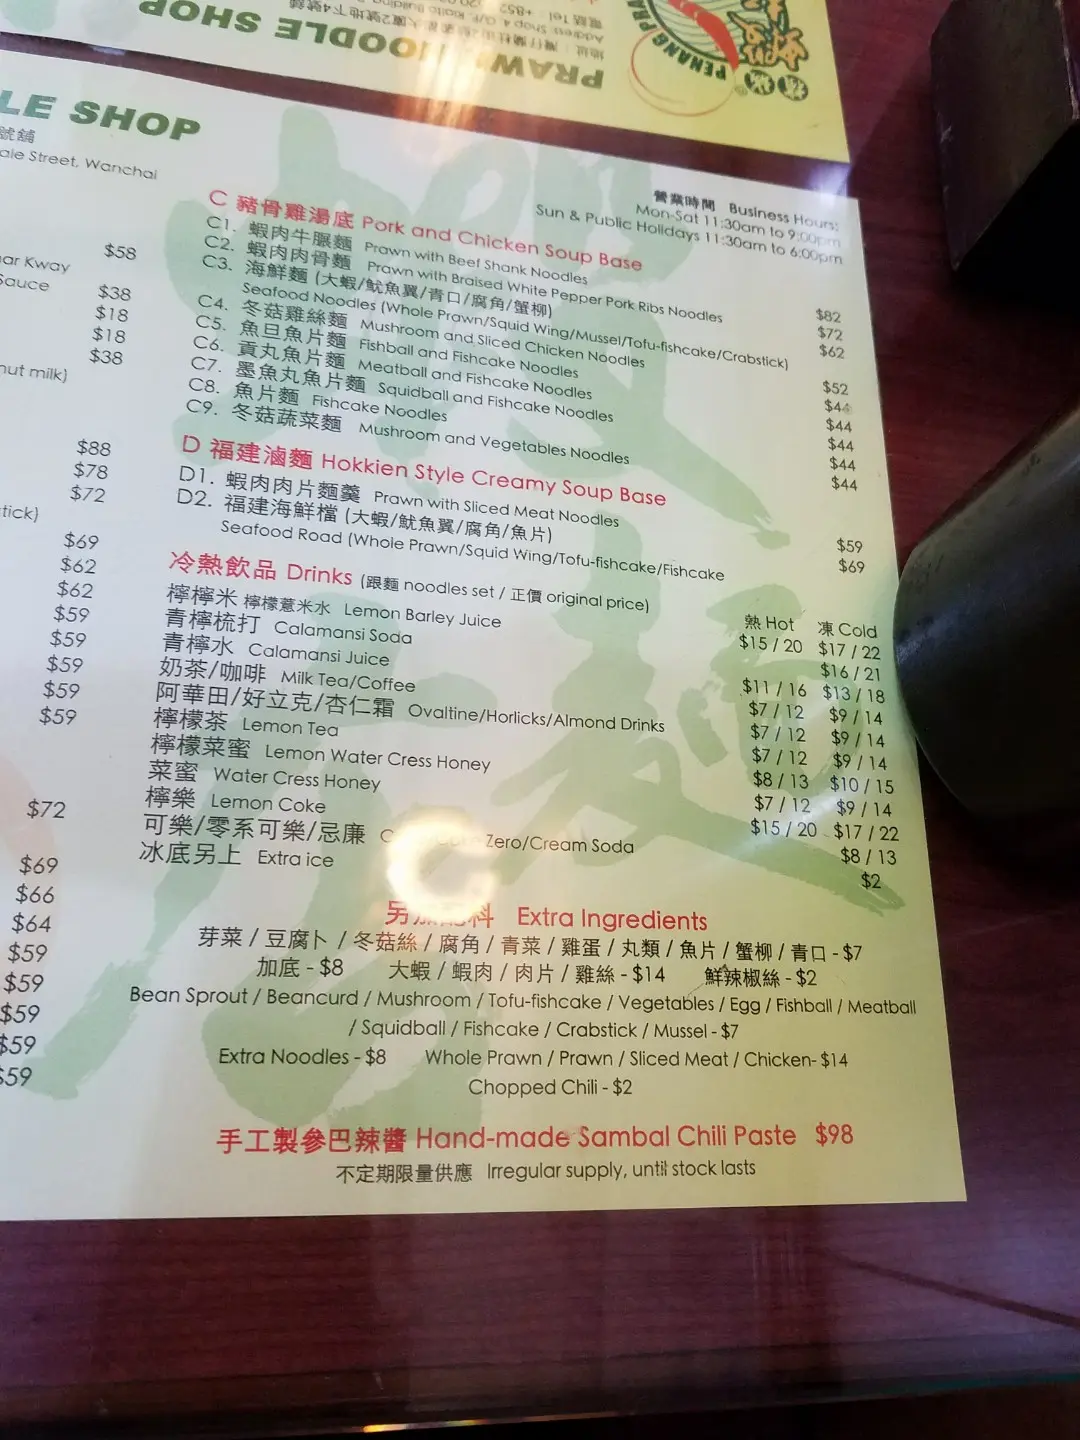 PRAWN NOODLE SHOP
PENANG PRA
LE SHOP
號舖
ale Street, Wanchai
營業時間 Business Hours:
Mon-Sat 11:30am to 9:00pm
Sun & Public Holidays 11:30am to 6:00pm
$58
ar Kway
Sauce
$38
$18
$18
$38
nut milk)
$88
$78
$72
tick)
$69
$62
$62
$59
$59
$59
$59
$59
$72
$69
$66
$64
$59
$59
$59
$59
$59
C 豬骨雞湯底 Pork and Chicken Soup Base
C1. 蝦肉牛𦟌麵 Prawn with Beef Shank Noodles $82
C2. 蝦肉肉骨麵 Prawn with Braised White Pepper Pork Ribs Noodles $72
C3. 海鮮麵 (大蝦/魷魚翼/青口/腐角/蟹柳) $62
Seafood Noodles (Whole Prawn/Squid Wing/Mussel/Tofu-fishcake/Crabstick)
C4. 冬菇雞絲麵 Mushroom and Sliced Chicken Noodles $52
C5. 魚旦魚片麵 Fishball and Fishcake Noodles $44
C6. 貢丸魚片麵 Meatball and Fishcake Noodles $44
C7. 墨魚丸魚片麵 Squidball and Fishcake Noodles $44
C8. 魚片麵 Fishcake Noodles $44
C9. 冬菇蔬菜麵 Mushroom and Vegetables Noodles $44
D 福建滷麵 Hokkien Style Creamy Soup Base
D1. 蝦肉肉片麵羹 Prawn with Sliced Meat Noodles $59
D2. 福建海鮮檔 (大蝦/魷魚翼/腐角/魚片) $69
Seafood Road (Whole Prawn/Squid Wing/Tofu-fishcake/Fishcake
冷熱飲品 Drinks (跟麵 noodles set / 正價 original price) 熱 Hot 凍 Cold
檸檸米 檸檬薏米水 Lemon Barley Juice $15 / 20 $17 / 22
青檸梳打 Calamansi Soda $16 / 21
青檸水 Calamansi Juice $11 / 16 $13 / 18
奶茶/咖啡 Milk Tea/Coffee $7 / 12 $9 / 14
阿華田/好立克/杏仁霜 Ovaltine/Horlicks/Almond Drinks $7 / 12 $9 / 14
檸檬茶 Lemon Tea $7 / 12 $9 / 14
檸檬菜蜜 Lemon Water Cress Honey $8 / 13 $10 / 15
菜蜜 Water Cress Honey $7 / 12 $9 / 14
檸樂 Lemon Coke $15 / 20 $17 / 22
可樂/零系可樂/忌廉 Zero/Cream Soda $8 / 13
冰底另上 Extra ice $2
另加配料 Extra Ingredients
芽菜 / 豆腐卜 / 冬菇絲 / 腐角 / 青菜 / 雞蛋 / 丸類 / 魚片 / 蟹柳 / 青口 - $7
加底 - $8 大蝦 / 蝦肉 / 肉片 / 雞絲 - $14 鮮辣椒絲 - $2
Bean Sprout / Beancurd / Mushroom / Tofu-fishcake / Vegetables / Egg / Fishball / Meatball
/ Squidball / Fishcake / Crabstick / Mussel - $7
Extra Noodles - $8 Whole Prawn / Prawn / Sliced Meat / Chicken- $14
Chopped Chili - $2
手工製參巴辣醬 Hand-made Sambal Chili Paste $98
不定期限量供應 Irregular supply, until stock lasts